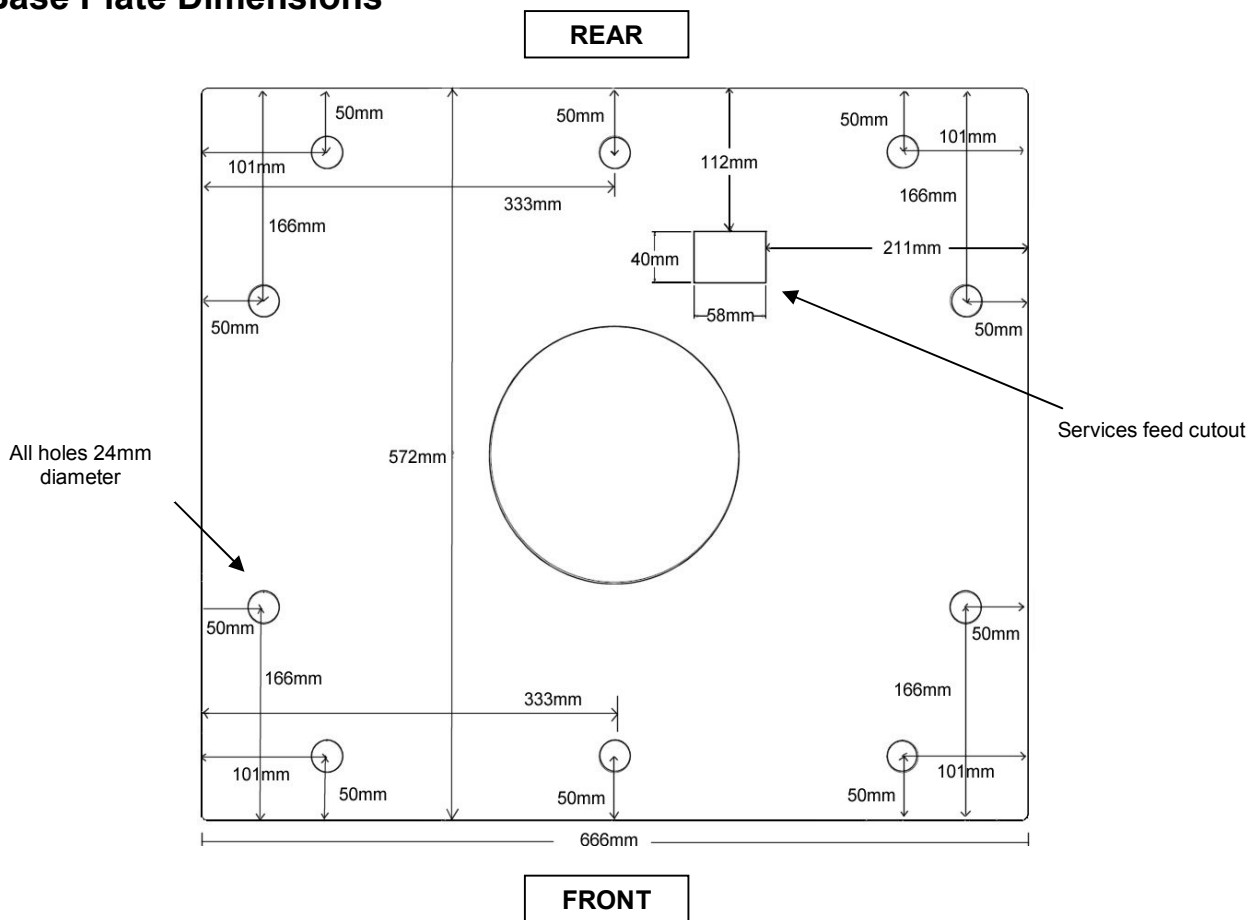 Base Plate Dimensions
REAR
50mm
50mm
50mm
101mm
101mm
112mm
166mm
333mm
166mm
211mm
40mm
58mm
50mm
50mm
Services feed cutout
All holes 24mm
diameter
572mm
50mm
50mm
166mm
166mm
333mm
101mm
101mm
50mm
50mm
50mm
666mm
FRONT